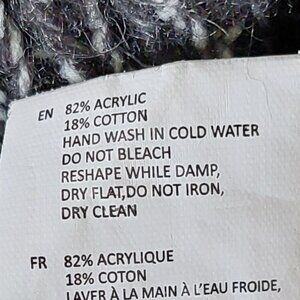 EN 82% ACRYLIC
18% COTTON
HAND WASH IN COLD WATER
DO NOT BLEACH
RESHAPE WHILE DAMP,
DRY FLAT,DO NOT IRON,
DRY CLEAN
FR 82% ACRYLIQUE
18% COTON
LAVER À LA MAIN À L'EAU FROIDE,